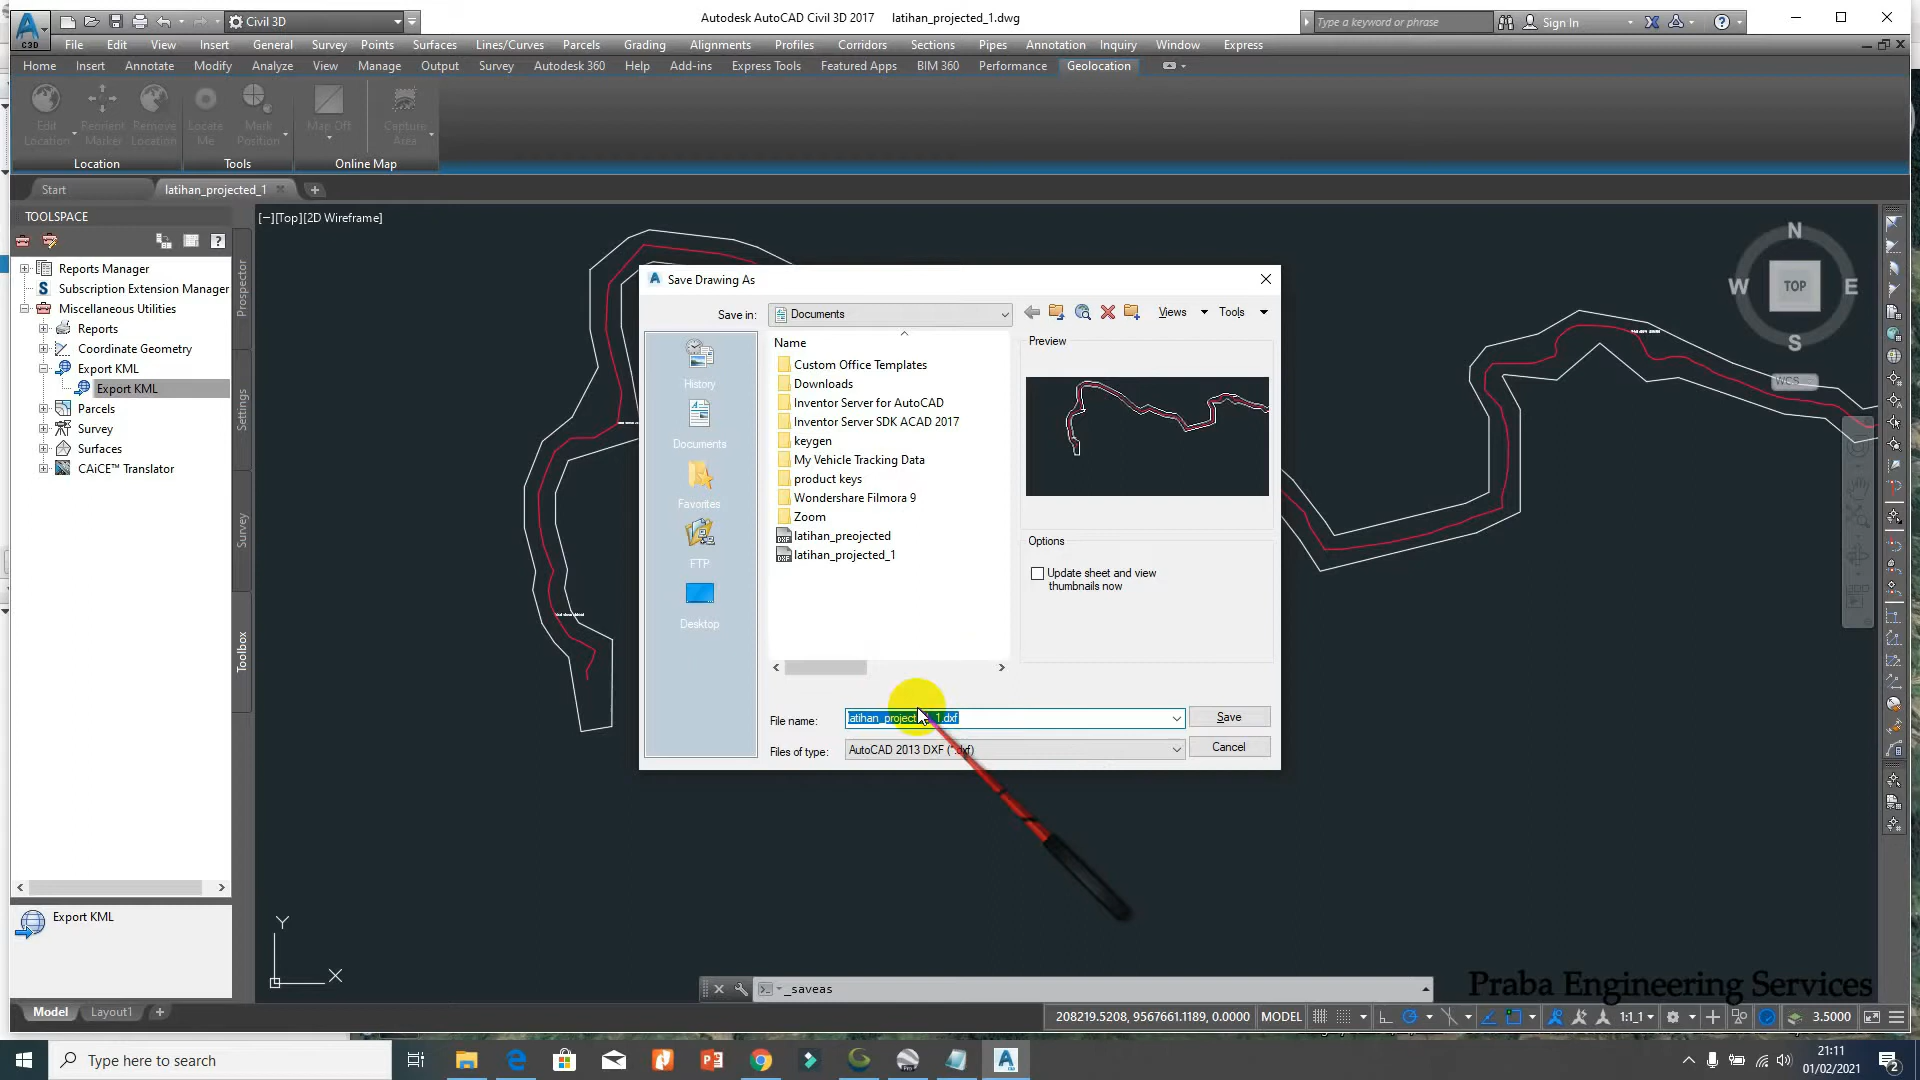 Autodesk AutoCAD Civil 3D 2017 latihan_projected_1.dwg
C3D
Civil 3D
Type a keyword or phrase
Sign In
File Edit View Insert General Survey Points Surfaces Lines/Curves Parcels Grading Alignments Profiles Corridors Sections Pipes Annotation Inquiry Window Express
Home Insert Annotate Modify Analyze View Manage Output Survey Autodesk 360 Help Add-ins Express Tools Featured Apps BIM 360 Performance Geolocation
Edit Location
Reorient Marker
Remove Location
Locate Me
Mark Position
Map Off
Capture Area
Location Tools Online Map
Start latihan_projected_1
TOOLSPACE
[−][Top][2D Wireframe]
Reports Manager
Subscription Extension Manager
Miscellaneous Utilities
Reports
Coordinate Geometry
Export KML
Export KML
Parcels
Survey
Surfaces
CAiCE™ Translator
Prospector
Settings
Survey
Toolbox
Export KML
N
W TOP E
S
WCS
Save Drawing As
Save in: Documents
Views Tools
Name
Custom Office Templates
Downloads
Inventor Server for AutoCAD
Inventor Server SDK ACAD 2017
keygen
My Vehicle Tracking Data
product keys
Wondershare Filmora 9
Zoom
latihan_preojected
latihan_projected_1
History
Documents
Favorites
FTP
Desktop
Preview
Options
Update sheet and view
thumbnails now
File name: latihan_projected_1.dxf Save
Files of type: AutoCAD 2013 DXF (*.dxf) Cancel
Y
X
_saveas
Praba Engineering Services
Model Layout1
208219.5208, 9567661.1189, 0.0000 MODEL 1:1_1 3.5000
Type here to search
21:11
01/02/2021
2